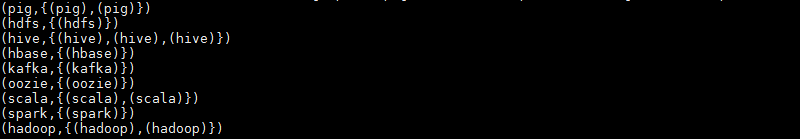 (pig,{(pig),(pig)})
(hdfs,{(hdfs)})
(hive,{(hive),(hive),(hive)})
(hbase,{(hbase)})
(kafka,{(kafka)})
(oozie,{(oozie)})
(scala,{(scala),(scala)})
(spark,{(spark)})
(hadoop,{(hadoop),(hadoop)})